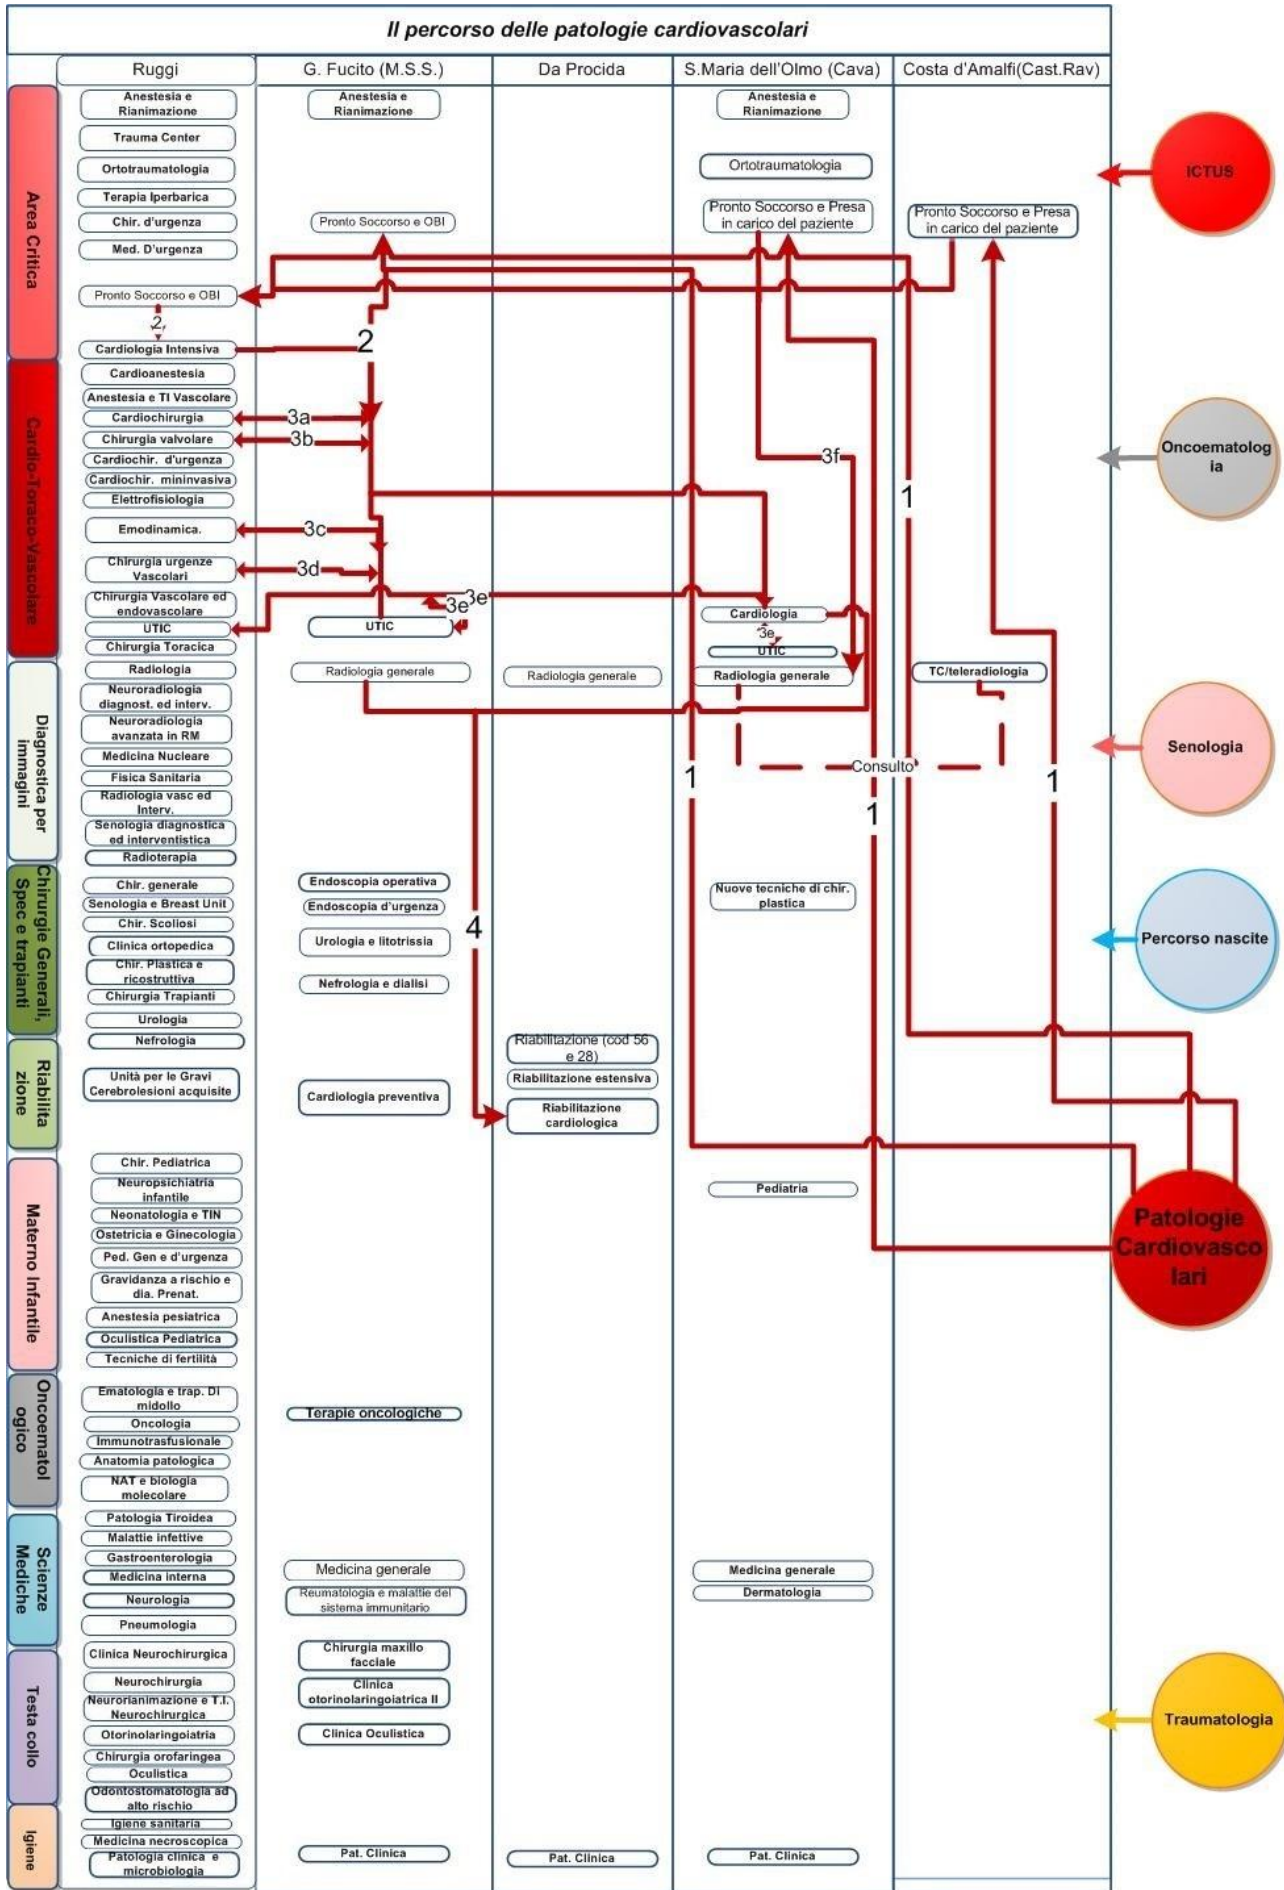 Il percorso delle patologie cardiovascolari
Ruggi
G. Fucito (M.S.S.)
Da Procida
S.Maria dell'Olmo (Cava)
Costa d'Amalfi(Cast.Rav)
Area Critica
Anestesia e
Rianimazione
Trauma Center
Ortotraumatologia
Terapia Iperbarica
Chir. d'urgenza
Med. D'urgenza
Pronto Soccorso e OBI
2
Cardiologia Intensiva
Anestesia e
Rianimazione
Pronto Soccorso e OBI
2
Anestesia e
Rianimazione
Ortotraumatologia
Pronto Soccorso e Presa
in carico del paziente
Pronto Soccorso e Presa
in carico del paziente
Cardio-Toraco-Vascolare
Cardioanestesia
Anestesia e TI Vascolare
Cardiochirurgia
Chirurgia valvolare
Cardiochir. d'urgenza
Cardiochir. mininvasiva
Elettrofisiologia
Emodinamica.
Chirurgia urgenze
Vascolari
Chirurgia Vascolare ed
endovascolare
UTIC
Chirurgia Toracica
3a
3b
3c
3d
3e
3e
UTIC
3f
Cardiologia
3e
UTIC
1
Diagnostica per
immagini
Radiologia
Neuroradiologia
diagnost. ed interv.
Neuroradiologia
avanzata in RM
Medicina Nucleare
Fisica Sanitaria
Radiologia vasc ed
Interv.
Senologia diagnostica
ed interventistica
Radioterapia
Radiologia generale
Radiologia generale
Radiologia generale
TC/teleradiologia
Consulto
1
1
1
Chirurgie Generali,
Spec e trapianti
Chir. generale
Senologia e Breast Unit
Chir. Scoliosi
Clinica ortopedica
Chir. Plastica e
ricostruttiva
Chirurgia Trapianti
Urologia
Nefrologia
Endoscopia operativa
Endoscopia d'urgenza
Urologia e litotrissia
Nefrologia e dialisi
4
Nuove tecniche di chir.
plastica
Riabilita
zione
Unità per le Gravi
Cerebrolesioni acquisite
Cardiologia preventiva
Riabilitazione (cod 56
e 28)
Riabilitazione estensiva
Riabilitazione
cardiologica
Materno Infantile
Chir. Pediatrica
Neuropsichiatria
infantile
Neonatologia e TIN
Ostetricia e Ginecologia
Ped. Gen e d'urgenza
Gravidanza a rischio e
dia. Prenat.
Anestesia pesiatrica
Oculistica Pediatrica
Tecniche di fertilità
Pediatria
Oncoematol
ogico
Ematologia e trap. Di
midollo
Oncologia
Immunotrasfusionale
Anatomia patologica
NAT e biologia
molecolare
Terapie oncologiche
Scienze
Mediche
Patologia Tiroidea
Malattie infettive
Gastroenterologia
Medicina interna
Neurologia
Pneumologia
Medicina generale
Reumatologia e malattie del
sistema immunitario
Medicina generale
Dermatologia
Testa collo
Clinica Neurochirurgica
Neurochirurgia
Neurorianimazione e T.I.
Neurochirurgica
Otorinolaringoiatria
Chirurgia orofaringea
Oculistica
Odontostomatologia ad
alto rischio
Chirurgia maxillo
facciale
Clinica
otorinolaringoiatrica II
Clinica Oculistica
Igiene
Igiene sanitaria
Medicina necroscopica
Patologia clinica e
microbiologia
Pat. Clinica
Pat. Clinica
Pat. Clinica
ICTUS
Oncoematolog
ia
Senologia
Percorso nascite
Patologie
Cardiovasco
lari
Traumatologia